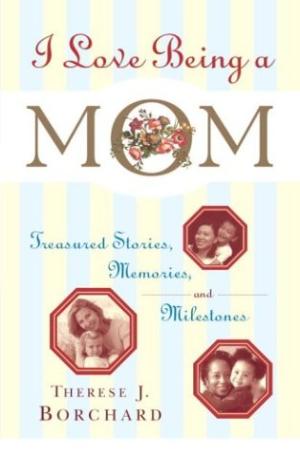 I Love Being a
MOM
Treasured Stories,
Memories,
and
Milestones
THERESE J.
BORCHARD